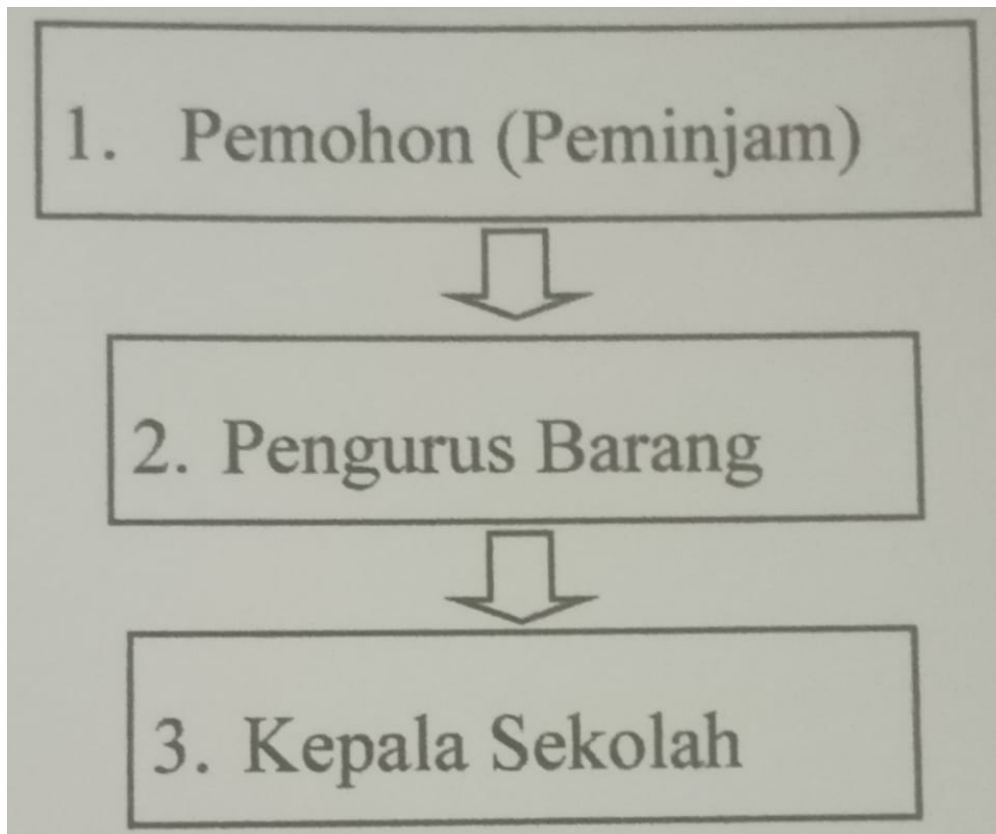 1. Pemohon (Peminjam)
2. Pengurus Barang
3. Kepala Sekolah